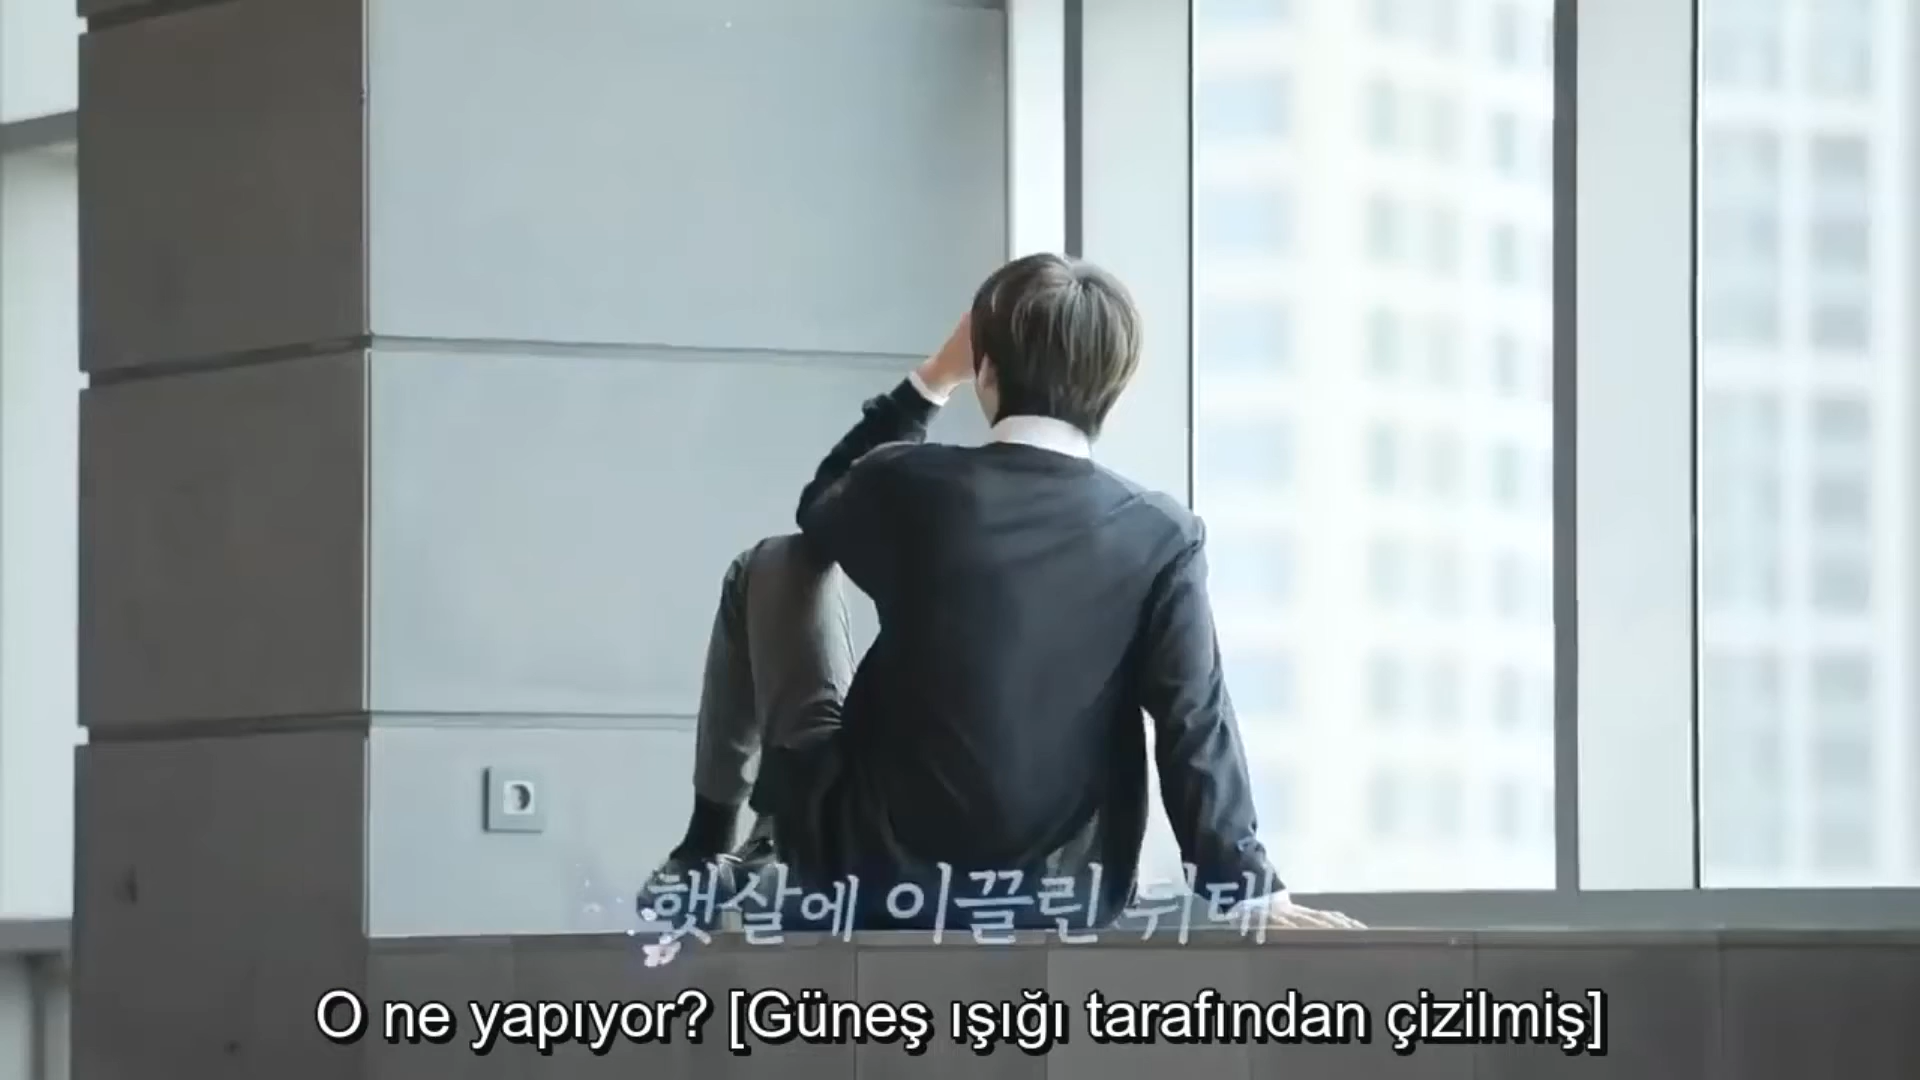 햇살에 이끌린 뒤태
O ne yapıyor? [Güneş ışığı tarafından çizilmiş]